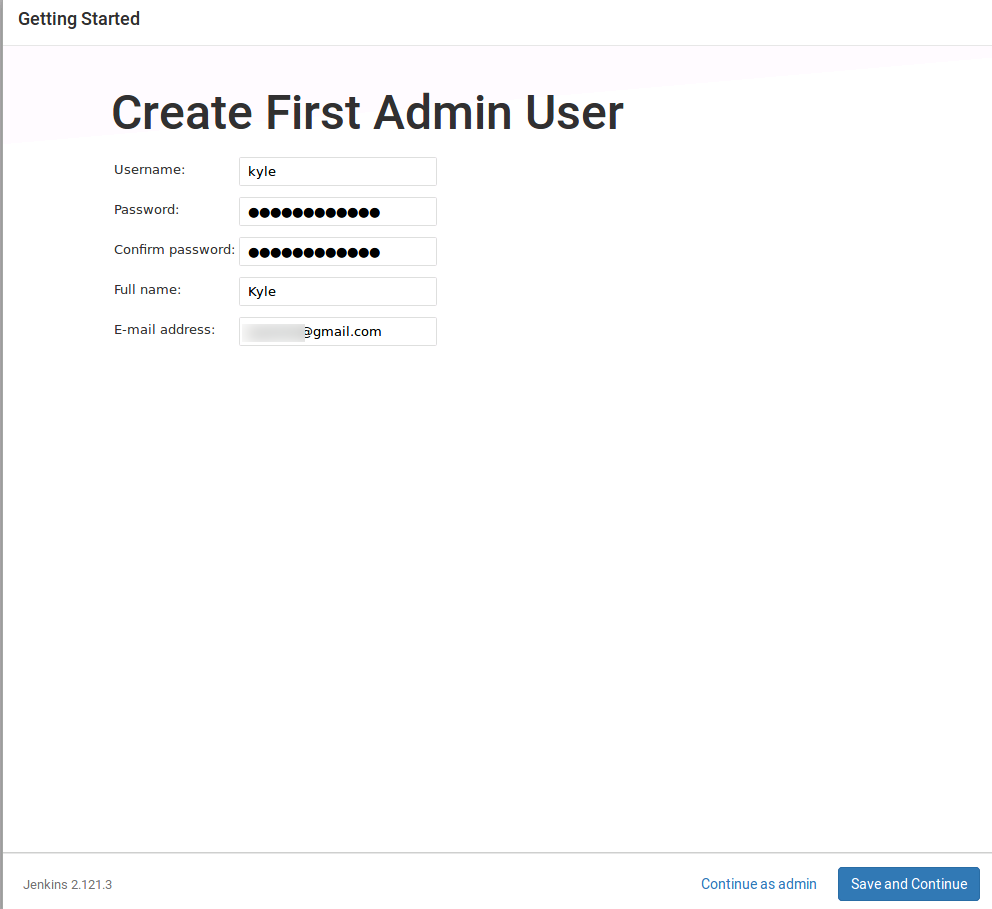 Getting Started
Create First Admin User
Username: kyle
Password: ●●●●●●●●●●●●
Confirm password: ●●●●●●●●●●●●
Full name: Kyle
E-mail address: @gmail.com
Jenkins 2.121.3 Continue as admin Save and Continue